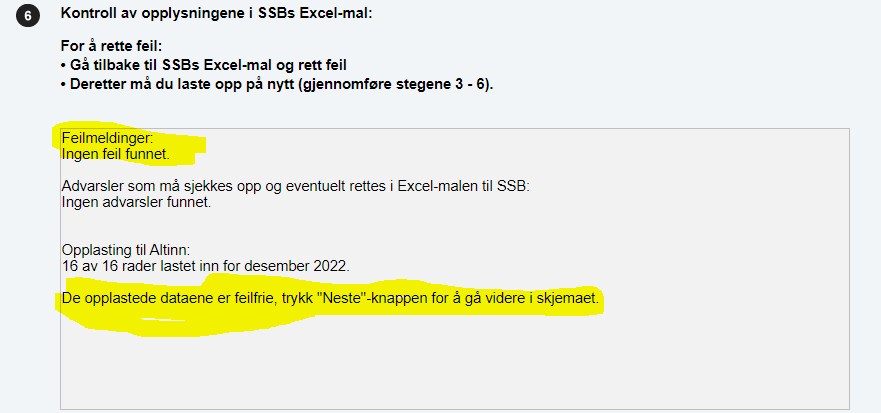 6
Kontroll av opplysningene i SSBs Excel-mal:
For å rette feil:
• Gå tilbake til SSBs Excel-mal og rett feil
• Deretter må du laste opp på nytt (gjennomføre stegene 3 - 6).
Feilmeldinger:
Ingen feil funnet.
Advarsler som må sjekkes opp og eventuelt rettes i Excel-malen til SSB:
Ingen advarsler funnet.
Opplasting til Altinn:
16 av 16 rader lastet inn for desember 2022.
De opplastede dataene er feilfrie, trykk "Neste"-knappen for å gå videre i skjemaet.